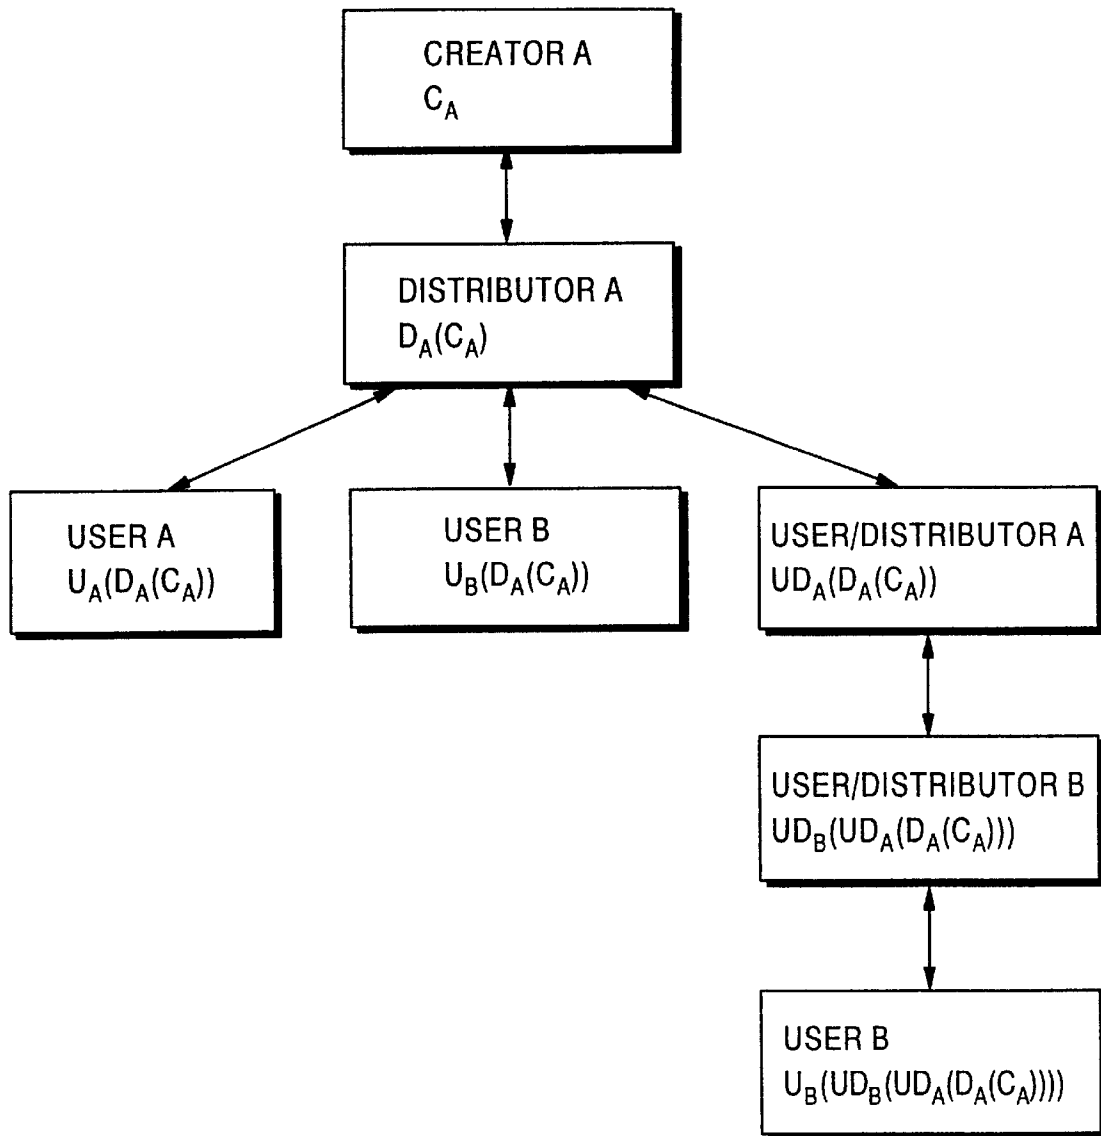 CREATOR A
C_A
DISTRIBUTOR A
D_A(C_A)
USER A
U_A(D_A(C_A))
USER B
U_B(D_A(C_A))
USER/DISTRIBUTOR A
UD_A(D_A(C_A))
USER/DISTRIBUTOR B
UD_B(UD_A(D_A(C_A)))
USER B
U_B(UD_B(UD_A(D_A(C_A))))